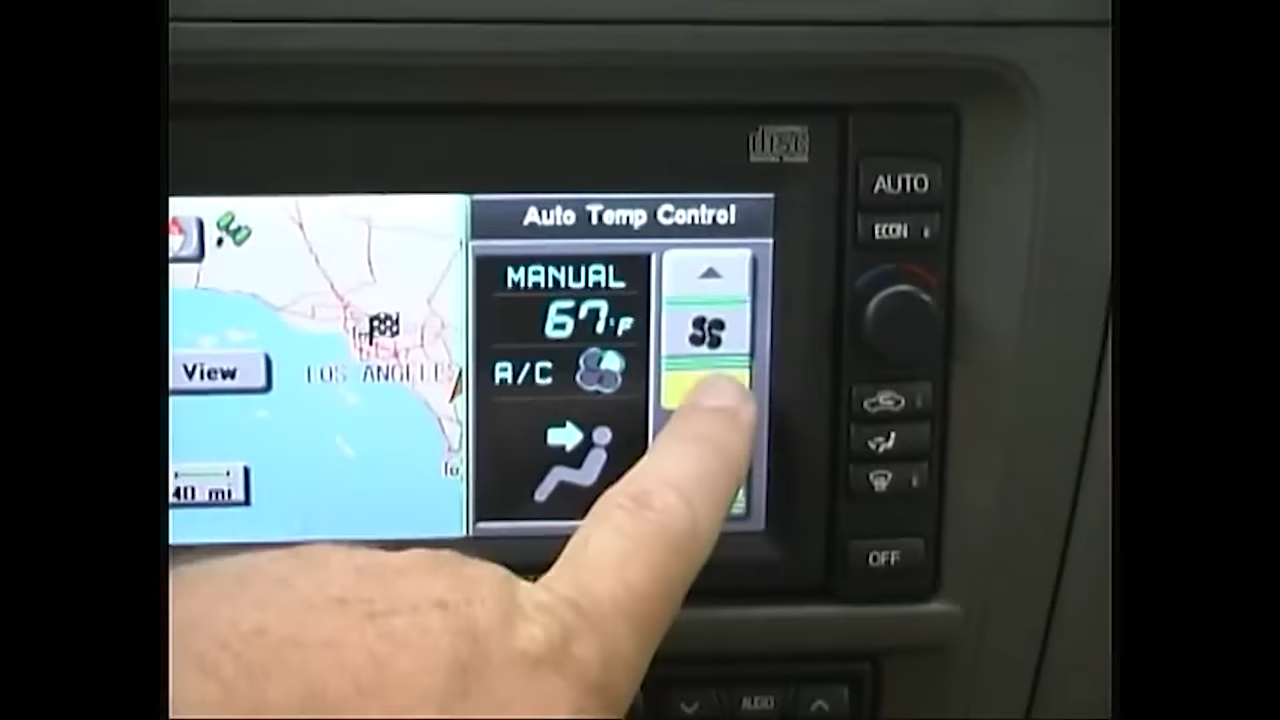 disc
AUTO
Auto Temp Control
ECON
MANUAL
67°F
View
LOS ANGELES
A/C
40 mi
OFF
AUDIO